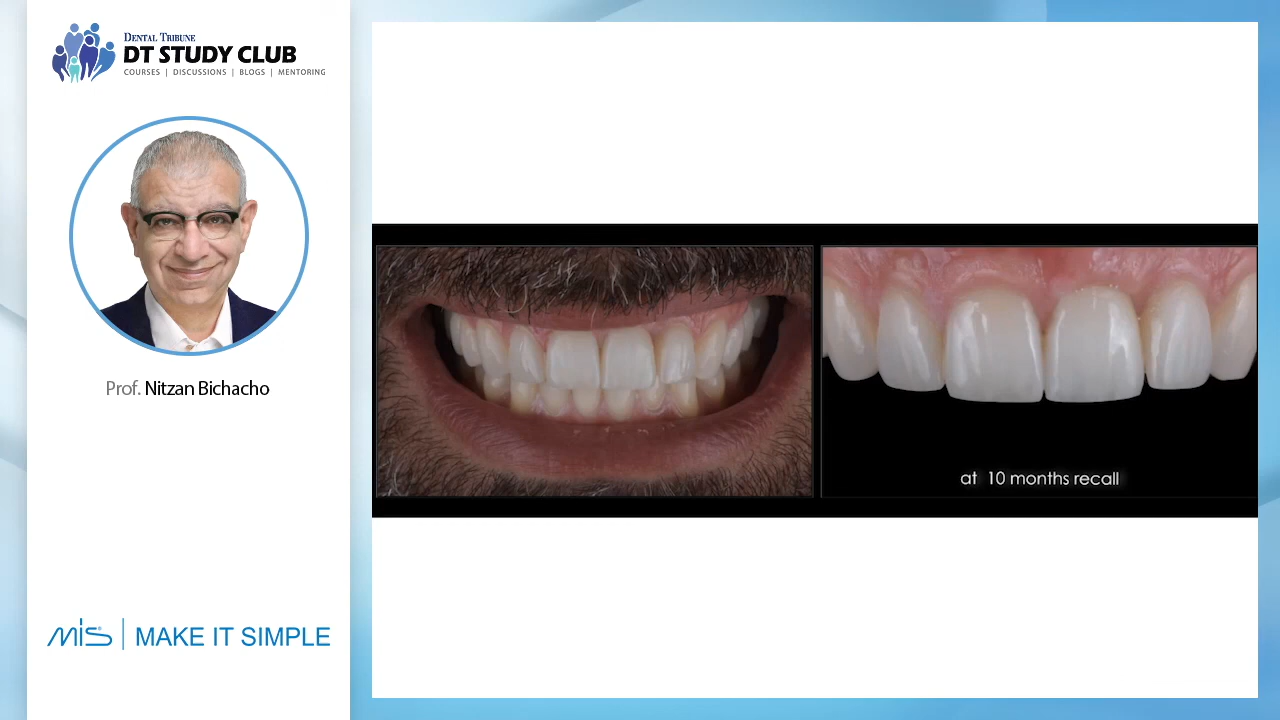 DENTAL TRIBUNE
DT STUDY CLUB
COURSES | DISCUSSIONS | BLOGS | MENTORING
Prof. Nitzan Bichacho
at 10 months recall
MIS® | MAKE IT SIMPLE